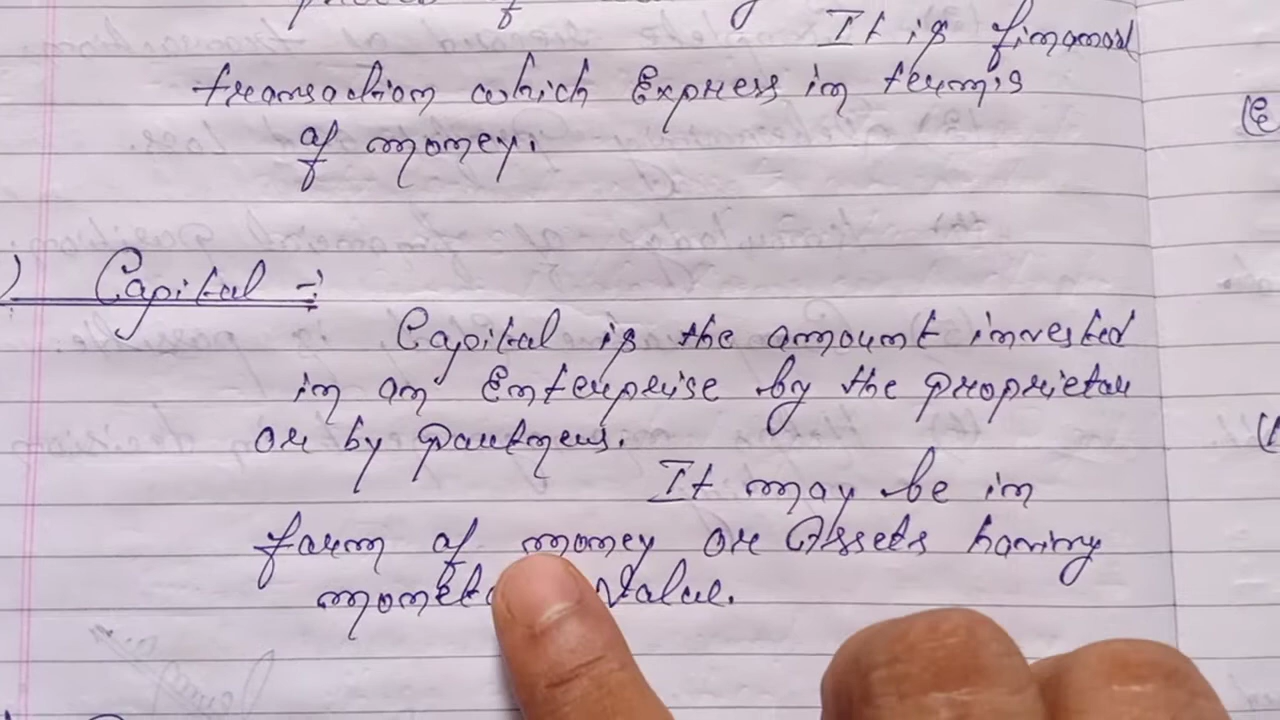 It is financial
transaction which Express in terms
of money.
Capital :-
Capital is the amount invested
in an Enterprise by the proprietor
or by partners.
It may be in
form of money or Assets having
value.